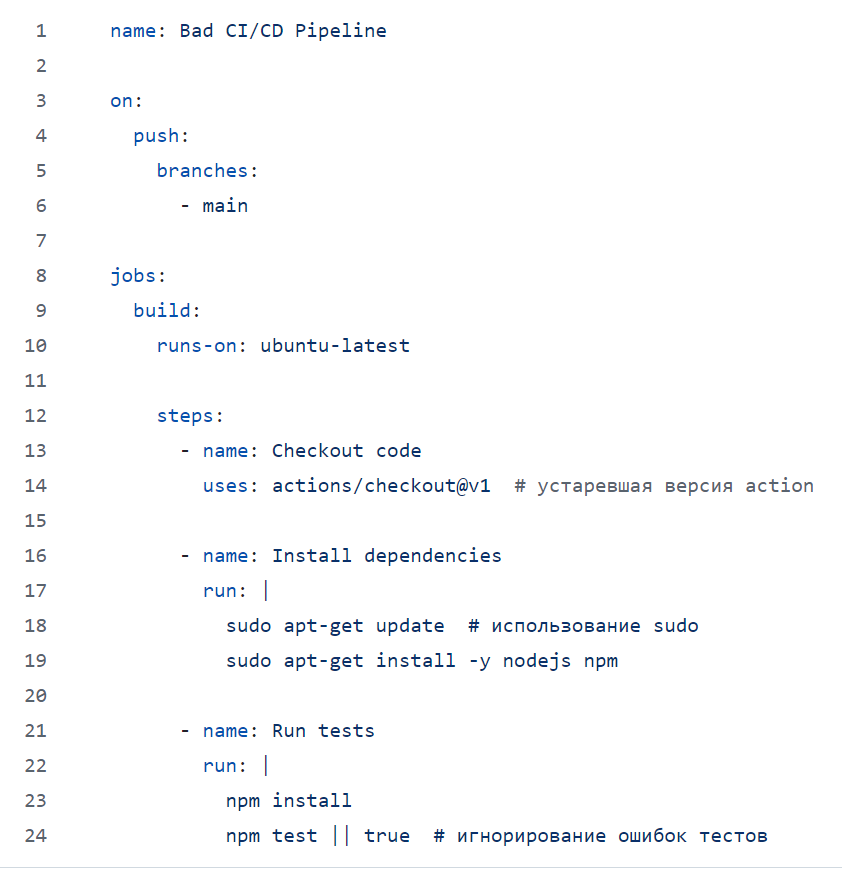 1 name: Bad CI/CD Pipeline
2
3 on:
4   push:
5     branches:
6       - main
7
8 jobs:
9   build:
10     runs-on: ubuntu-latest
11
12     steps:
13       - name: Checkout code
14         uses: actions/checkout@v1  # устаревшая версия action
15
16       - name: Install dependencies
17         run: |
18           sudo apt-get update  # использование sudo
19           sudo apt-get install -y nodejs npm
20
21       - name: Run tests
22         run: |
23           npm install
24           npm test || true  # игнорирование ошибок тестов